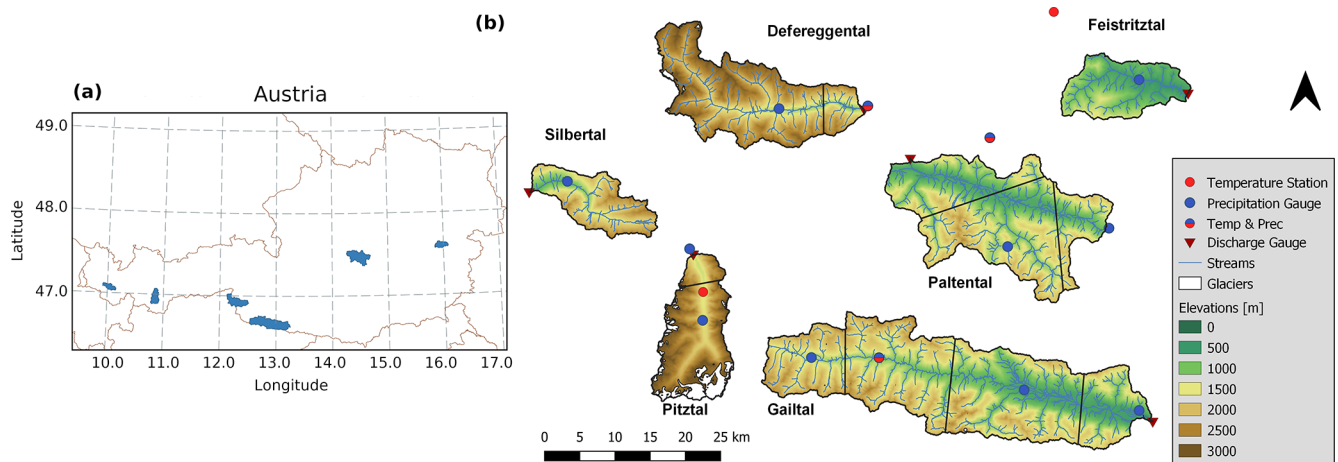 (a)
Austria
49.0
48.0
47.0
Latitude
10.0 11.0 12.0 13.0 14.0 15.0 16.0 17.0
Longitude
(b)
Defereggental
Feistritztal
Silbertal
Paltental
Pitztal
Gailtal
0 5 10 15 20 25 km
Temperature Station
Precipitation Gauge
Temp & Prec
Discharge Gauge
Streams
Glaciers
Elevations [m]
0
500
1000
1500
2000
2500
3000